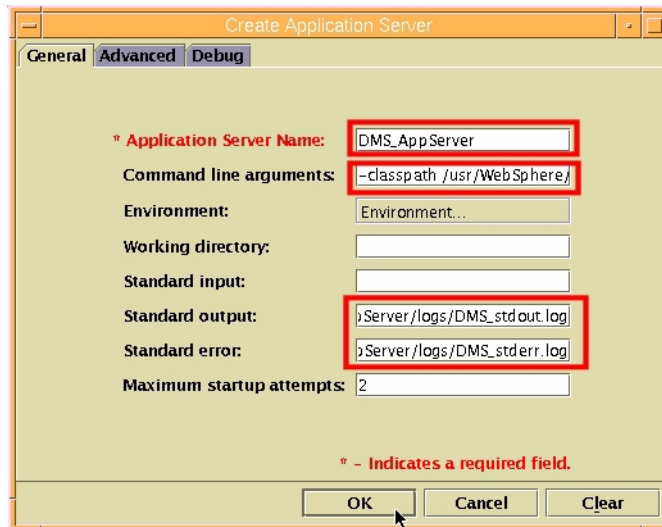 Create Application Server
General Advanced Debug
* Application Server Name: DMS_AppServer
Command line arguments: -classpath /usr/WebSphere/
Environment: Environment...
Working directory:
Standard input:
Standard output: oServer/logs/DMS_stdout.log
Standard error: oServer/logs/DMS_stderr.log
Maximum startup attempts: 2
* - Indicates a required field.
OK Cancel Clear